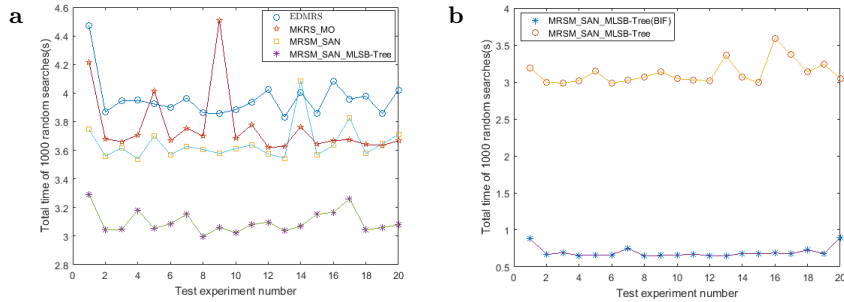 a
EDMRS
MKRS_MO
MRSM_SAN
MRSM_SAN_MLSB-Tree
Total time of 1000 random searches(s)
4.6
4.4
4.2
4
3.8
3.6
3.4
3.2
3
2.8
2.6
0 2 4 6 8 10 12 14 16 18 20
Test experiment number
b
MRSM_SAN_MLSB-Tree(BIF)
MRSM_SAN_MLSB-Tree
Total time of 1000 random searches(s)
4
3.5
3
2.5
2
1.5
1
0.5
0 2 4 6 8 10 12 14 16 18 20
Test experiment number